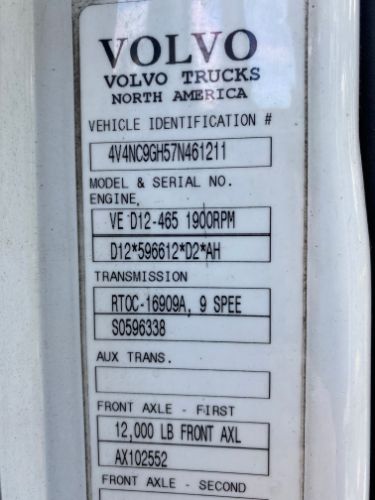 VOLVO
VOLVO TRUCKS
NORTH AMERICA
VEHICLE IDENTIFICATION #
4V4NC9GH57N461211
MODEL & SERIAL NO.
ENGINE,
VE D12-465 1900RPM
D12*596612*D2*AH
TRANSMISSION
RTOC-16909A, 9 SPEE
S0596338
AUX TRANS.
FRONT AXLE - FIRST
12,000 LB FRONT AXL
AX102552
FRONT AXLE - SECOND